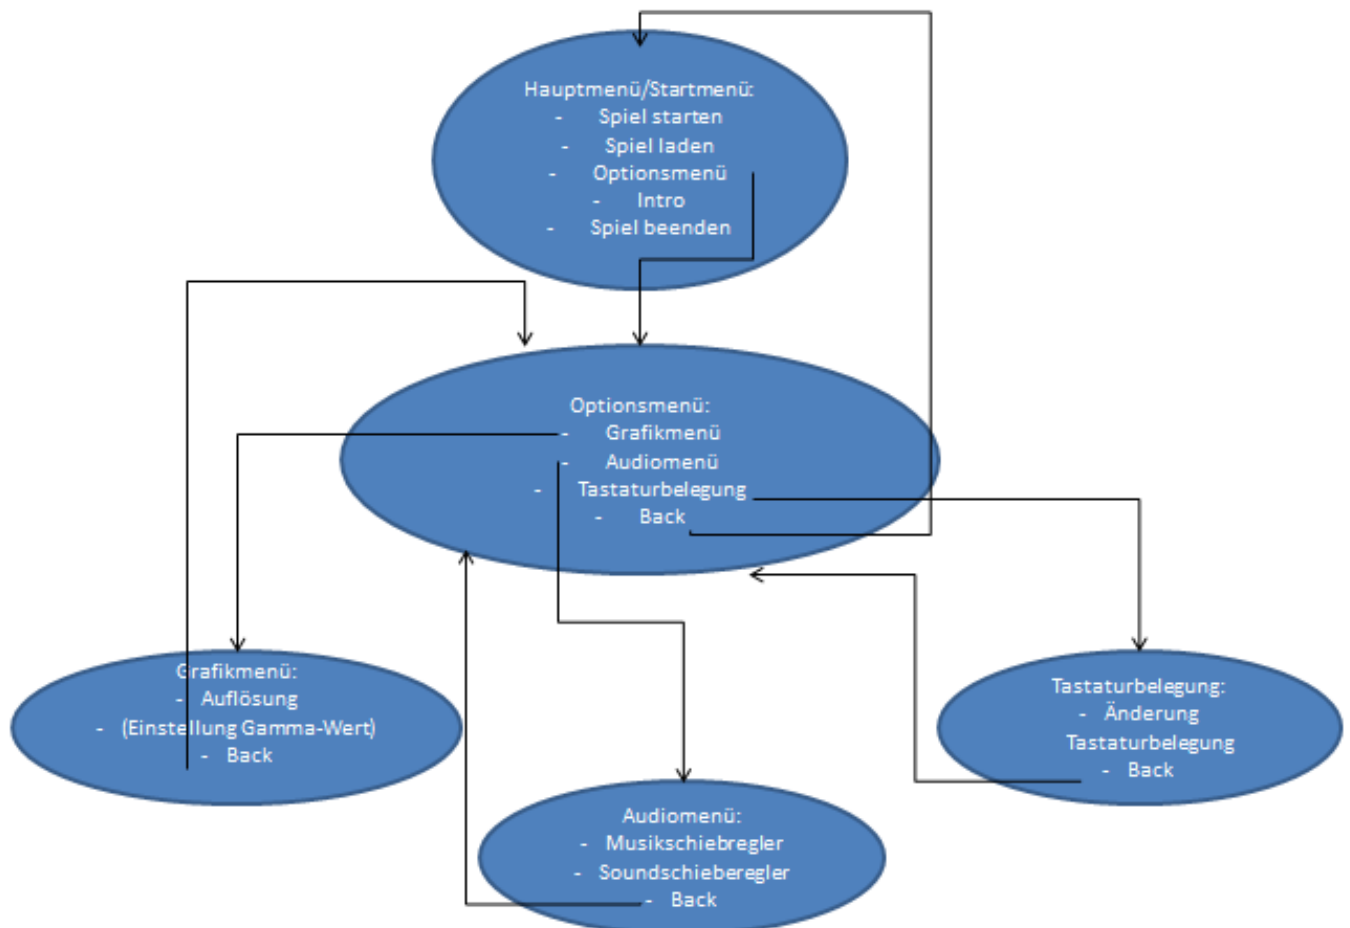 Hauptmenü/Startmenü:
- Spiel starten
- Spiel laden
- Optionsmenü
- Intro
- Spiel beenden
Optionsmenü:
- Grafikmenü
- Audiomenü
- Tastaturbelegung
- Back
Grafikmenü:
- Auflösung
- (Einstellung Gamma-Wert)
- Back
Audiomenü:
- Musikschiebregler
- Soundschieberegler
- Back
Tastaturbelegung:
- Änderung
Tastaturbelegung
- Back